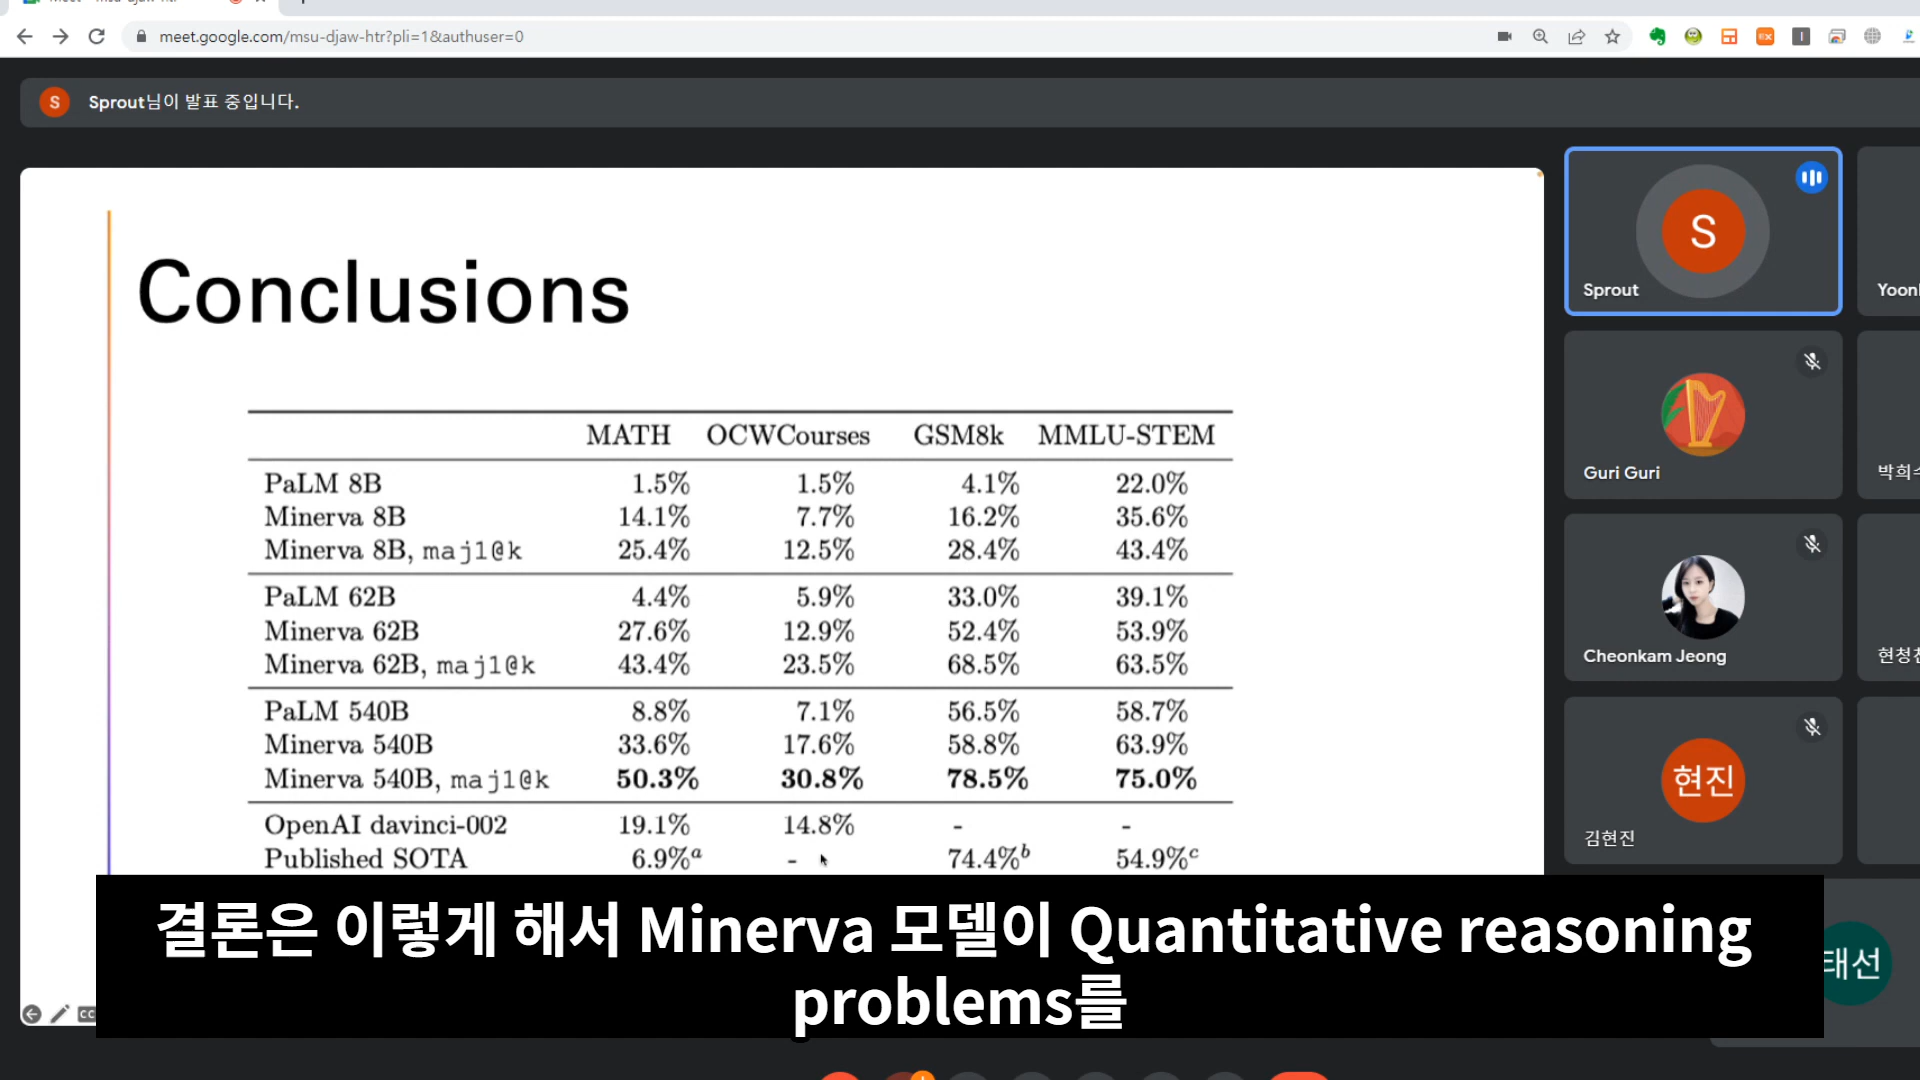 meet.google.com/msu-djaw-htr?pli=1&authuser=0
S
Sprout님이 발표 중입니다.
Conclusions
MATH OCWCourses GSM8k MMLU-STEM
PaLM 8B 1.5% 1.5% 4.1% 22.0%
Minerva 8B 14.1% 7.7% 16.2% 35.6%
Minerva 8B, maj1@k 25.4% 12.5% 28.4% 43.4%
PaLM 62B 4.4% 5.9% 33.0% 39.1%
Minerva 62B 27.6% 12.9% 52.4% 53.9%
Minerva 62B, maj1@k 43.4% 23.5% 68.5% 63.5%
PaLM 540B 8.8% 7.1% 56.5% 58.7%
Minerva 540B 33.6% 17.6% 58.8% 63.9%
Minerva 540B, maj1@k 50.3% 30.8% 78.5% 75.0%
OpenAI davinci-002 19.1% 14.8% - -
Published SOTA 6.9%a - 74.4%b 54.9%c
S
Sprout
Guri Guri
Cheonkam Jeong
현진
김현진
태선
결론은 이렇게 해서 Minerva 모델이 Quantitative reasoning
problems를